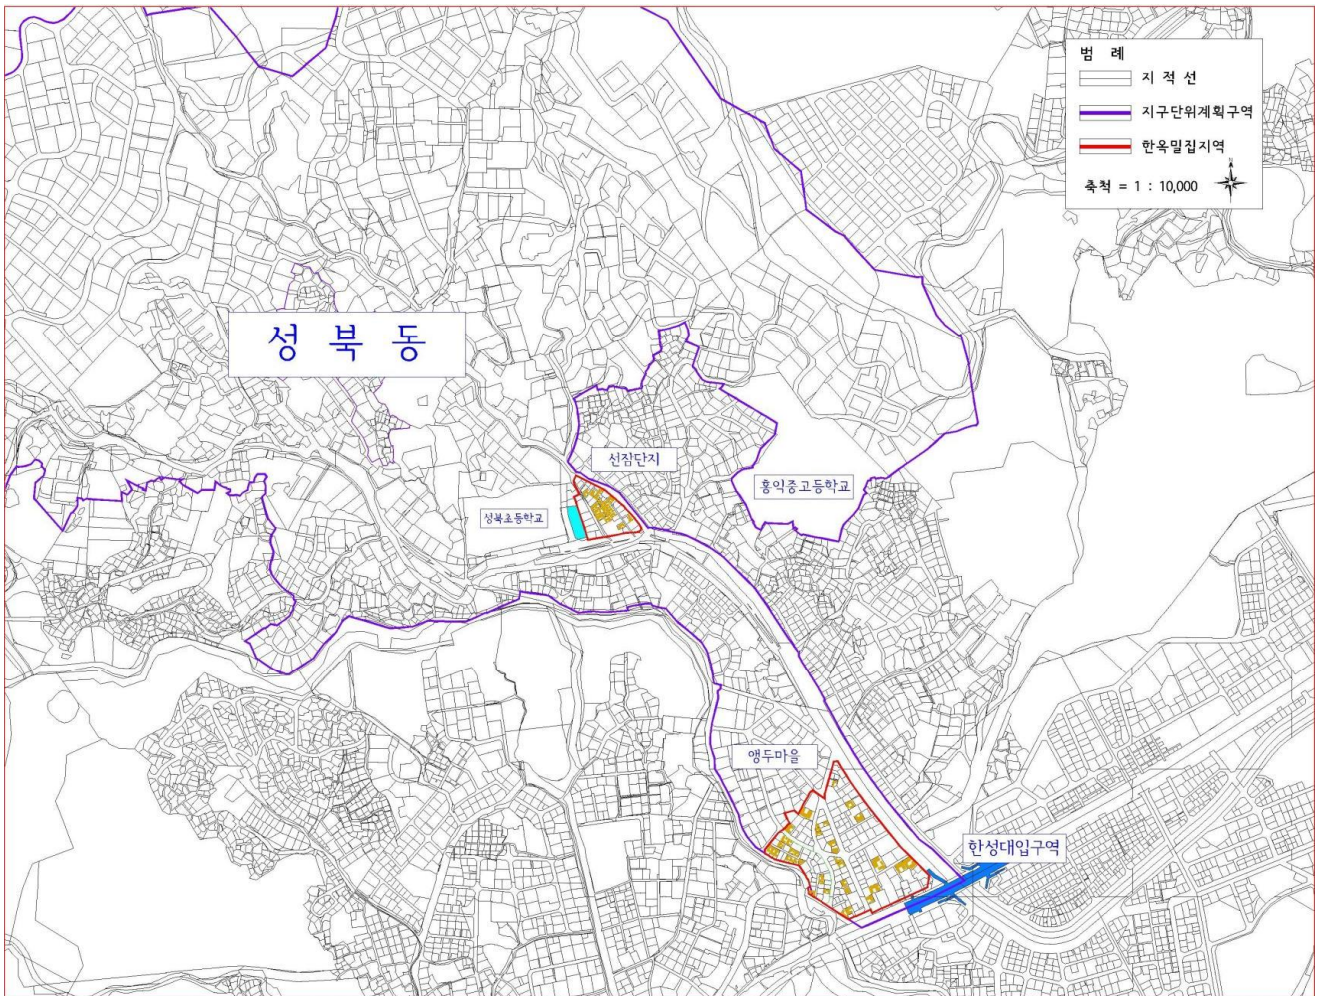 범 례
지 적 선
지구단위계획구역
한옥밀집지역
축척 = 1 : 10,000
N
성 북 동
선잠단지
홍익중고등학교
성북초등학교
앵두마을
한성대입구역